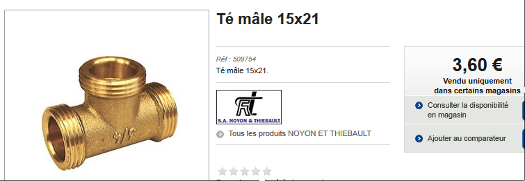 Té mâle 15x21
Réf : 509754
Té mâle 15x21.
S.A. NOYON & THIEBAULT
Tous les produits NOYON ET THIEBAULT
3,60 €
Vendu uniquement
dans certains magasins
Consulter la disponibilité
en magasin
Ajouter au comparateur